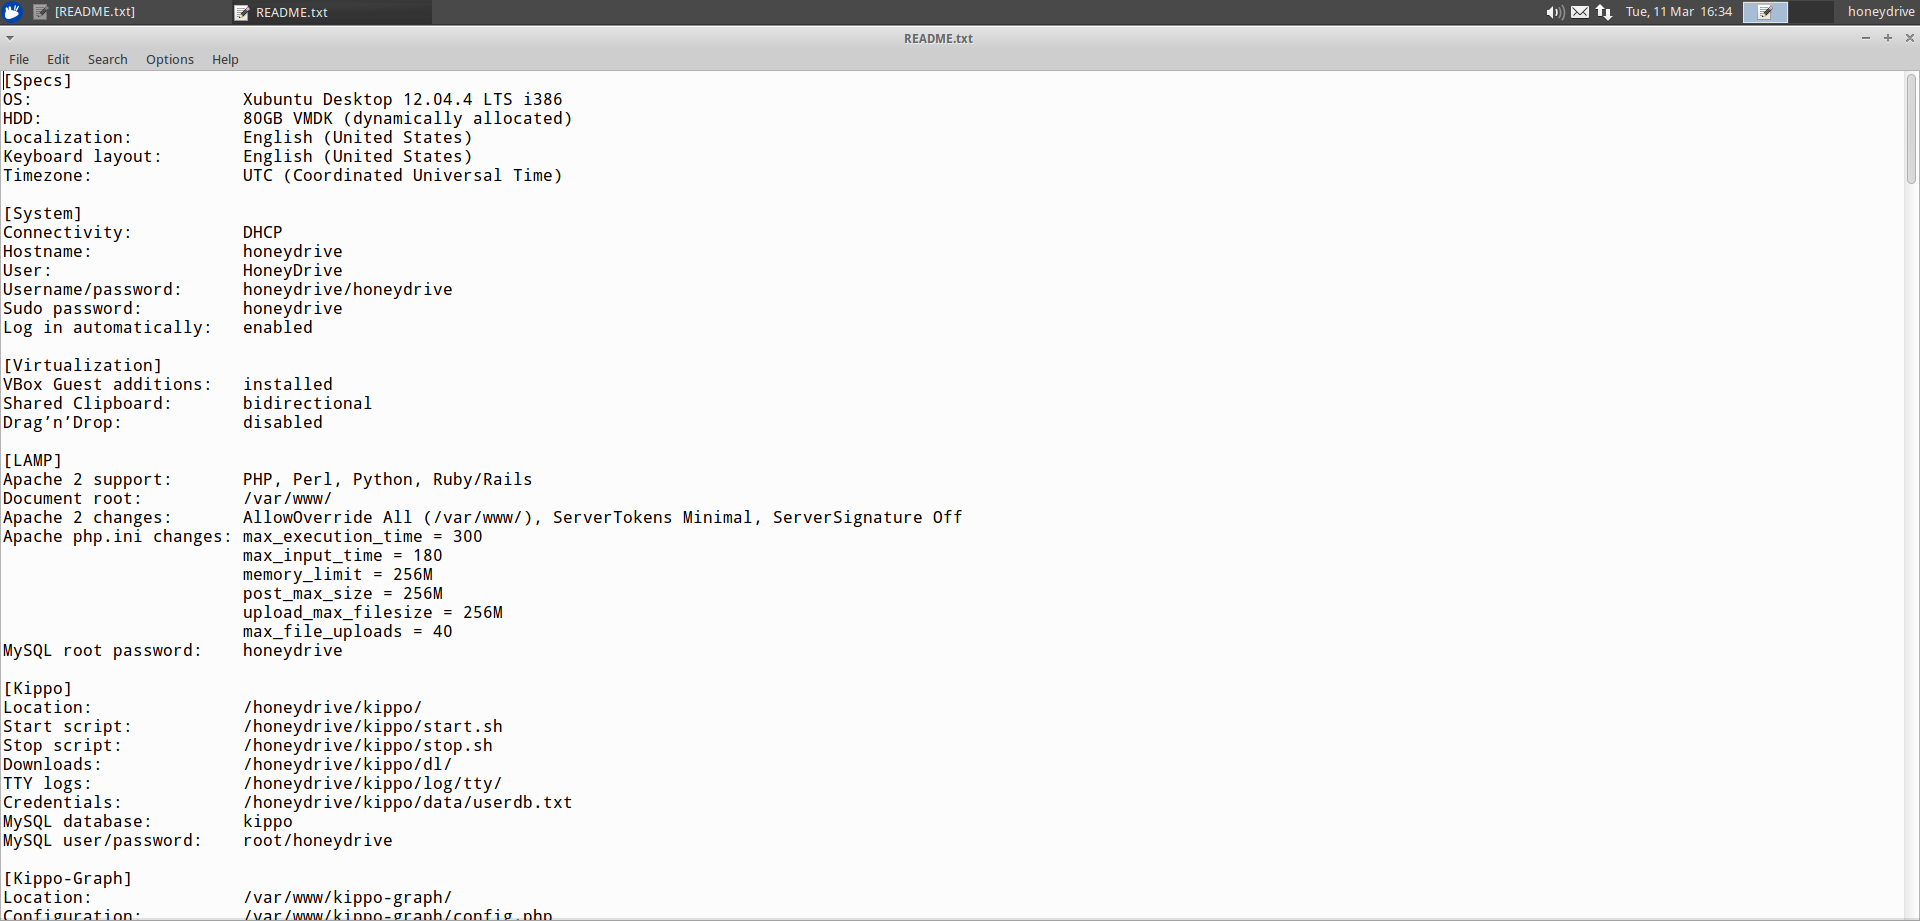 [README.txt] README.txt Tue, 11 Mar 16:34 honeydrive
README.txt
File Edit Search Options Help
[Specs]
OS: Xubuntu Desktop 12.04.4 LTS i386
HDD: 80GB VMDK (dynamically allocated)
Localization: English (United States)
Keyboard layout: English (United States)
Timezone: UTC (Coordinated Universal Time)
[System]
Connectivity: DHCP
Hostname: honeydrive
User: HoneyDrive
Username/password: honeydrive/honeydrive
Sudo password: honeydrive
Log in automatically: enabled
[Virtualization]
VBox Guest additions: installed
Shared Clipboard: bidirectional
Drag’n’Drop: disabled
[LAMP]
Apache 2 support: PHP, Perl, Python, Ruby/Rails
Document root: /var/www/
Apache 2 changes: AllowOverride All (/var/www/), ServerTokens Minimal, ServerSignature Off
Apache php.ini changes: max_execution_time = 300
max_input_time = 180
memory_limit = 256M
post_max_size = 256M
upload_max_filesize = 256M
max_file_uploads = 40
MySQL root password: honeydrive
[Kippo]
Location: /honeydrive/kippo/
Start script: /honeydrive/kippo/start.sh
Stop script: /honeydrive/kippo/stop.sh
Downloads: /honeydrive/kippo/dl/
TTY logs: /honeydrive/kippo/log/tty/
Credentials: /honeydrive/kippo/data/userdb.txt
MySQL database: kippo
MySQL user/password: root/honeydrive
[Kippo-Graph]
Location: /var/www/kippo-graph/
Configuration: /var/www/kippo-graph/config.php